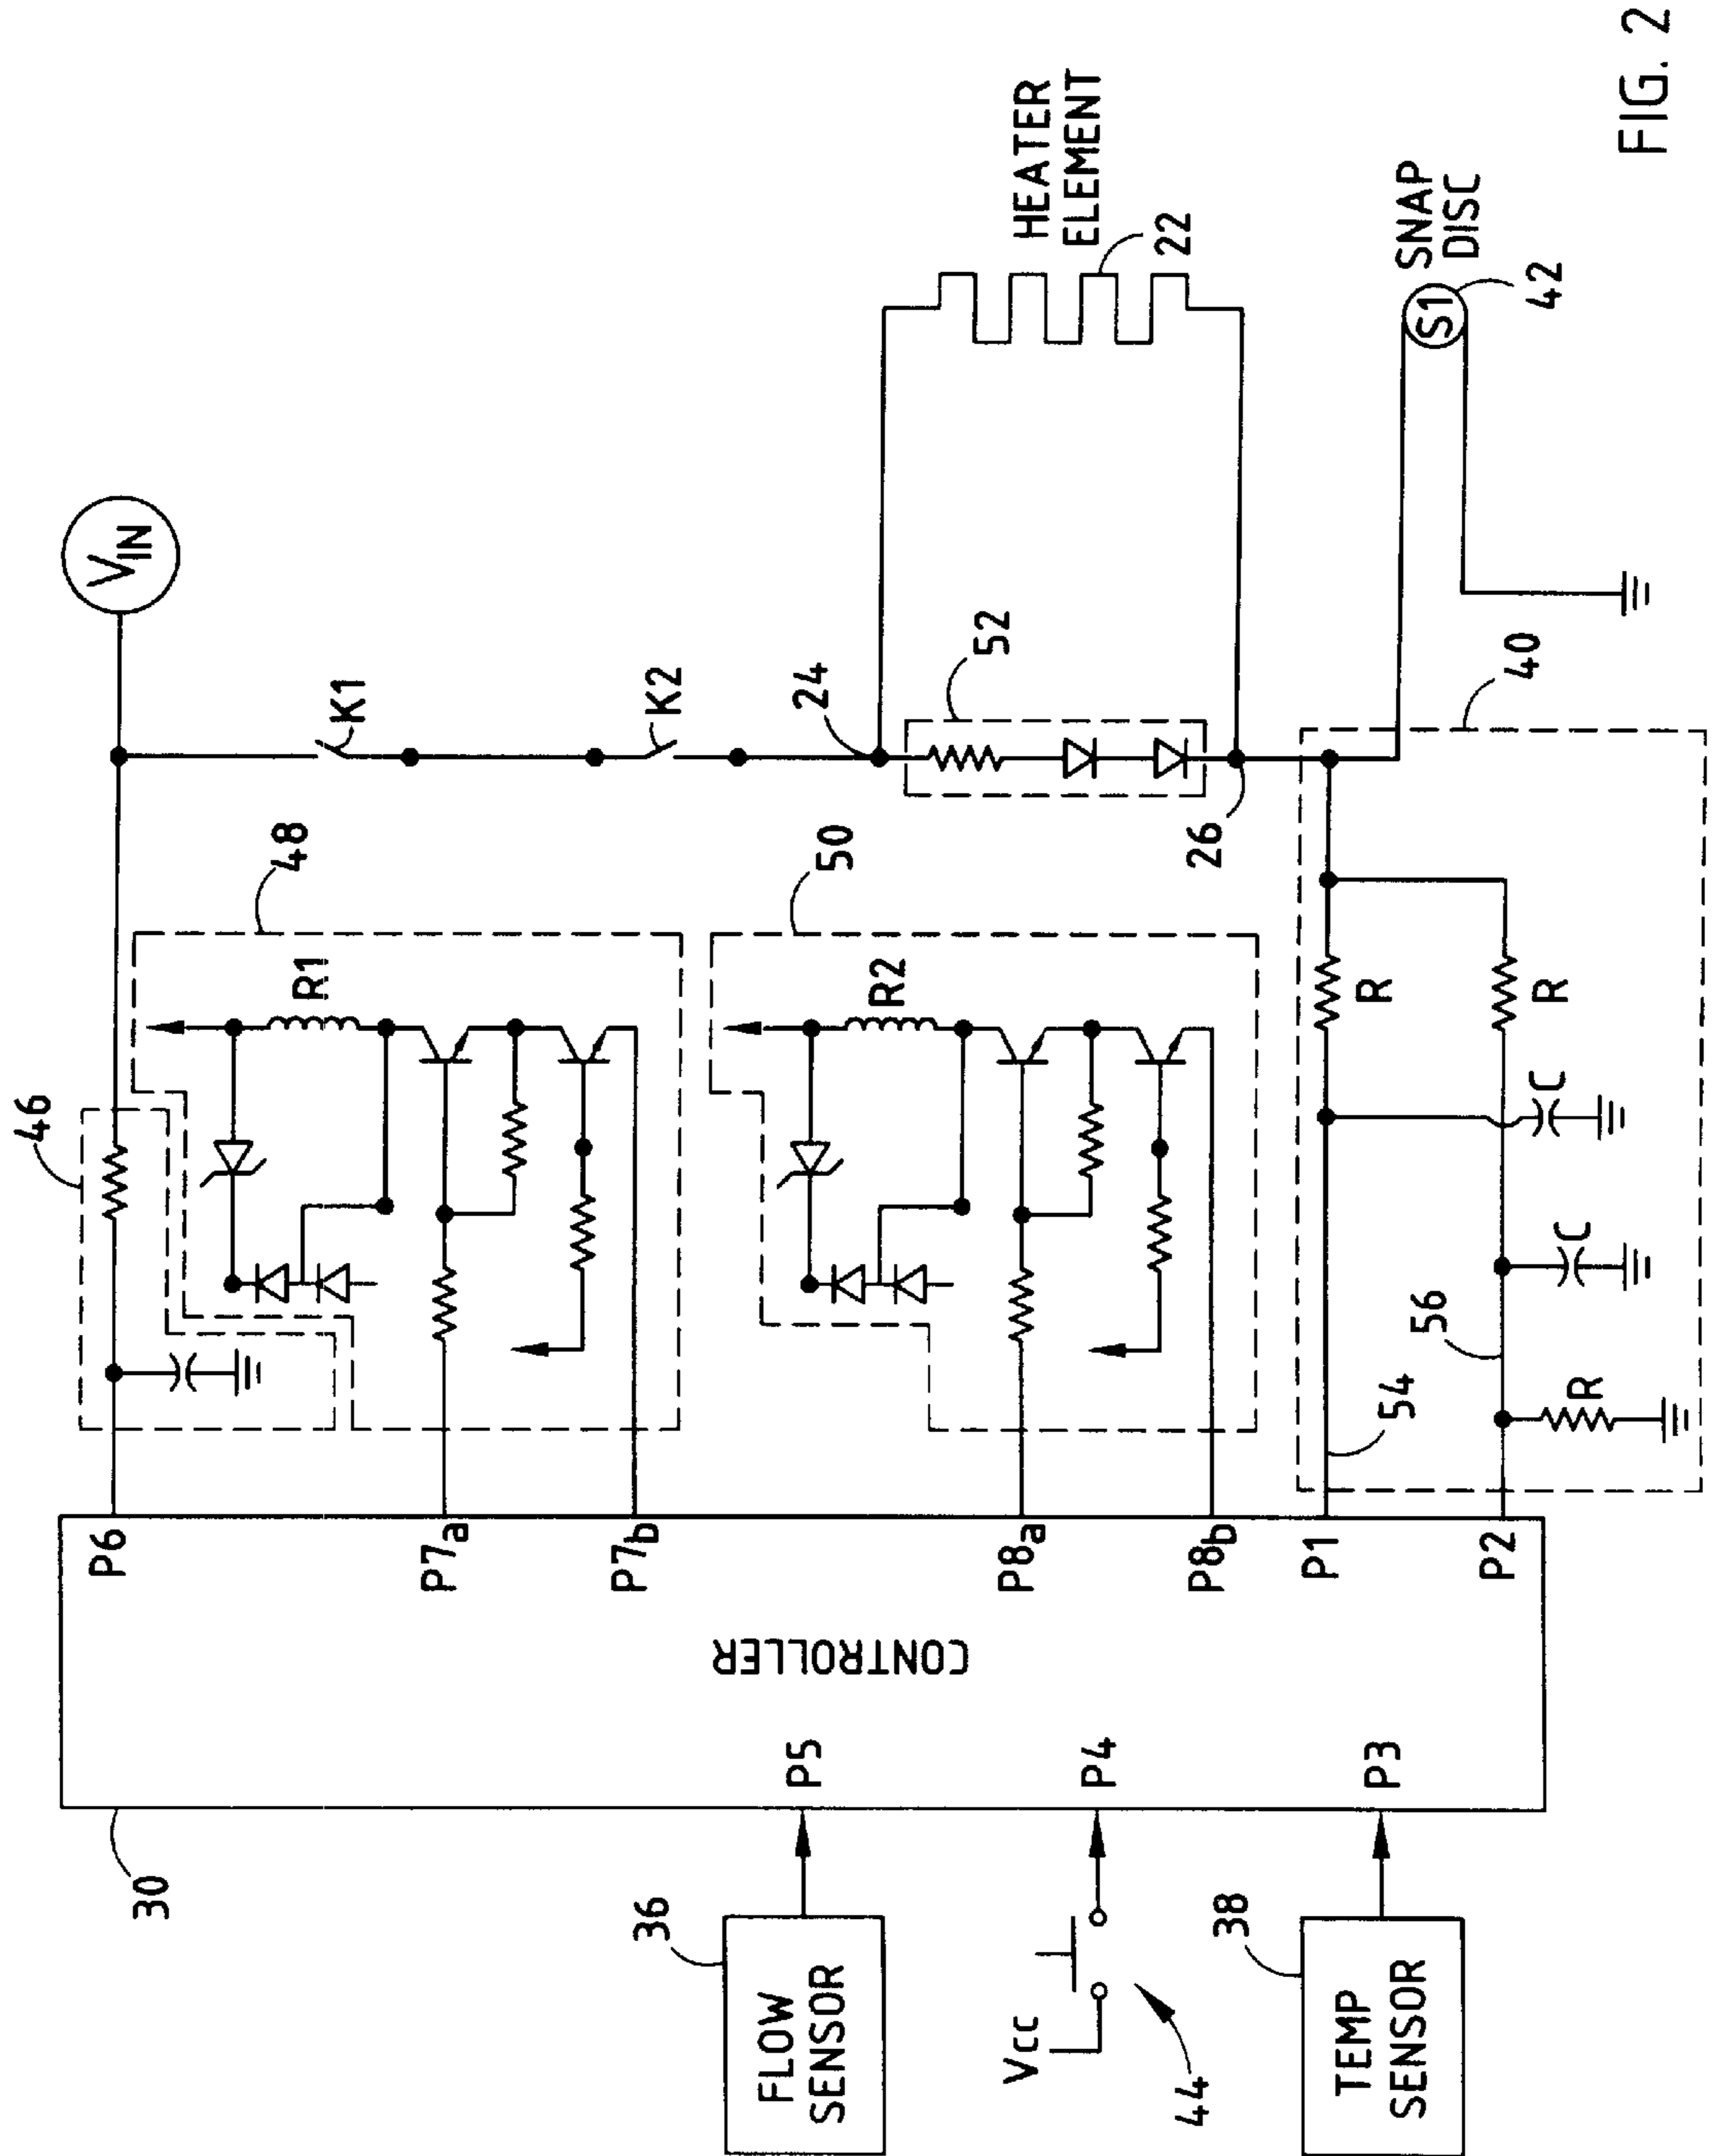 V_IN
46
48
K1
R1
K2
24
52
HEATER
ELEMENT
22
50
R2
26
40
SNAP
DISC
S1
42
R
R
C
C
R
54
56
P6
P7a
P7b
P8a
P8b
P1
P2
CONTROLLER
P5
P4
P3
30
36
FLOW
SENSOR
Vcc
44
38
TEMP
SENSOR
FIG. 2